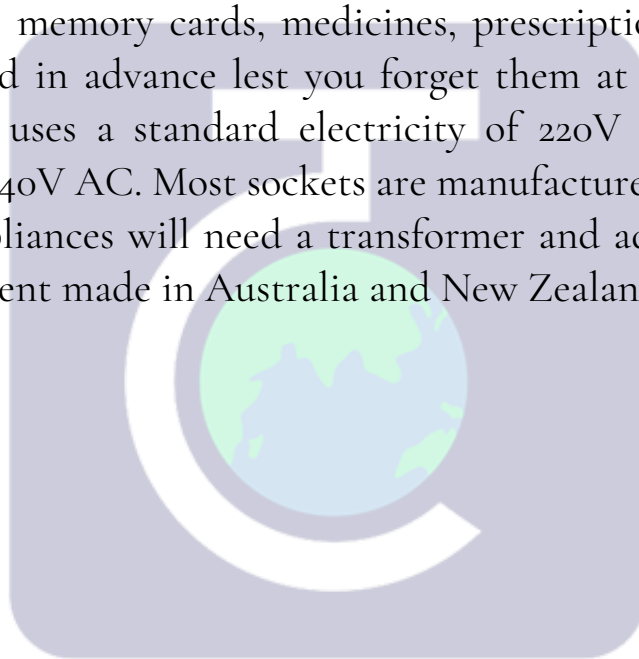 memory cards, medicines, prescriptio
d in advance lest you forget them at
uses a standard electricity of 220V
40V AC. Most sockets are manufacture
pliances will need a transformer and a
ent made in Australia and New Zealan